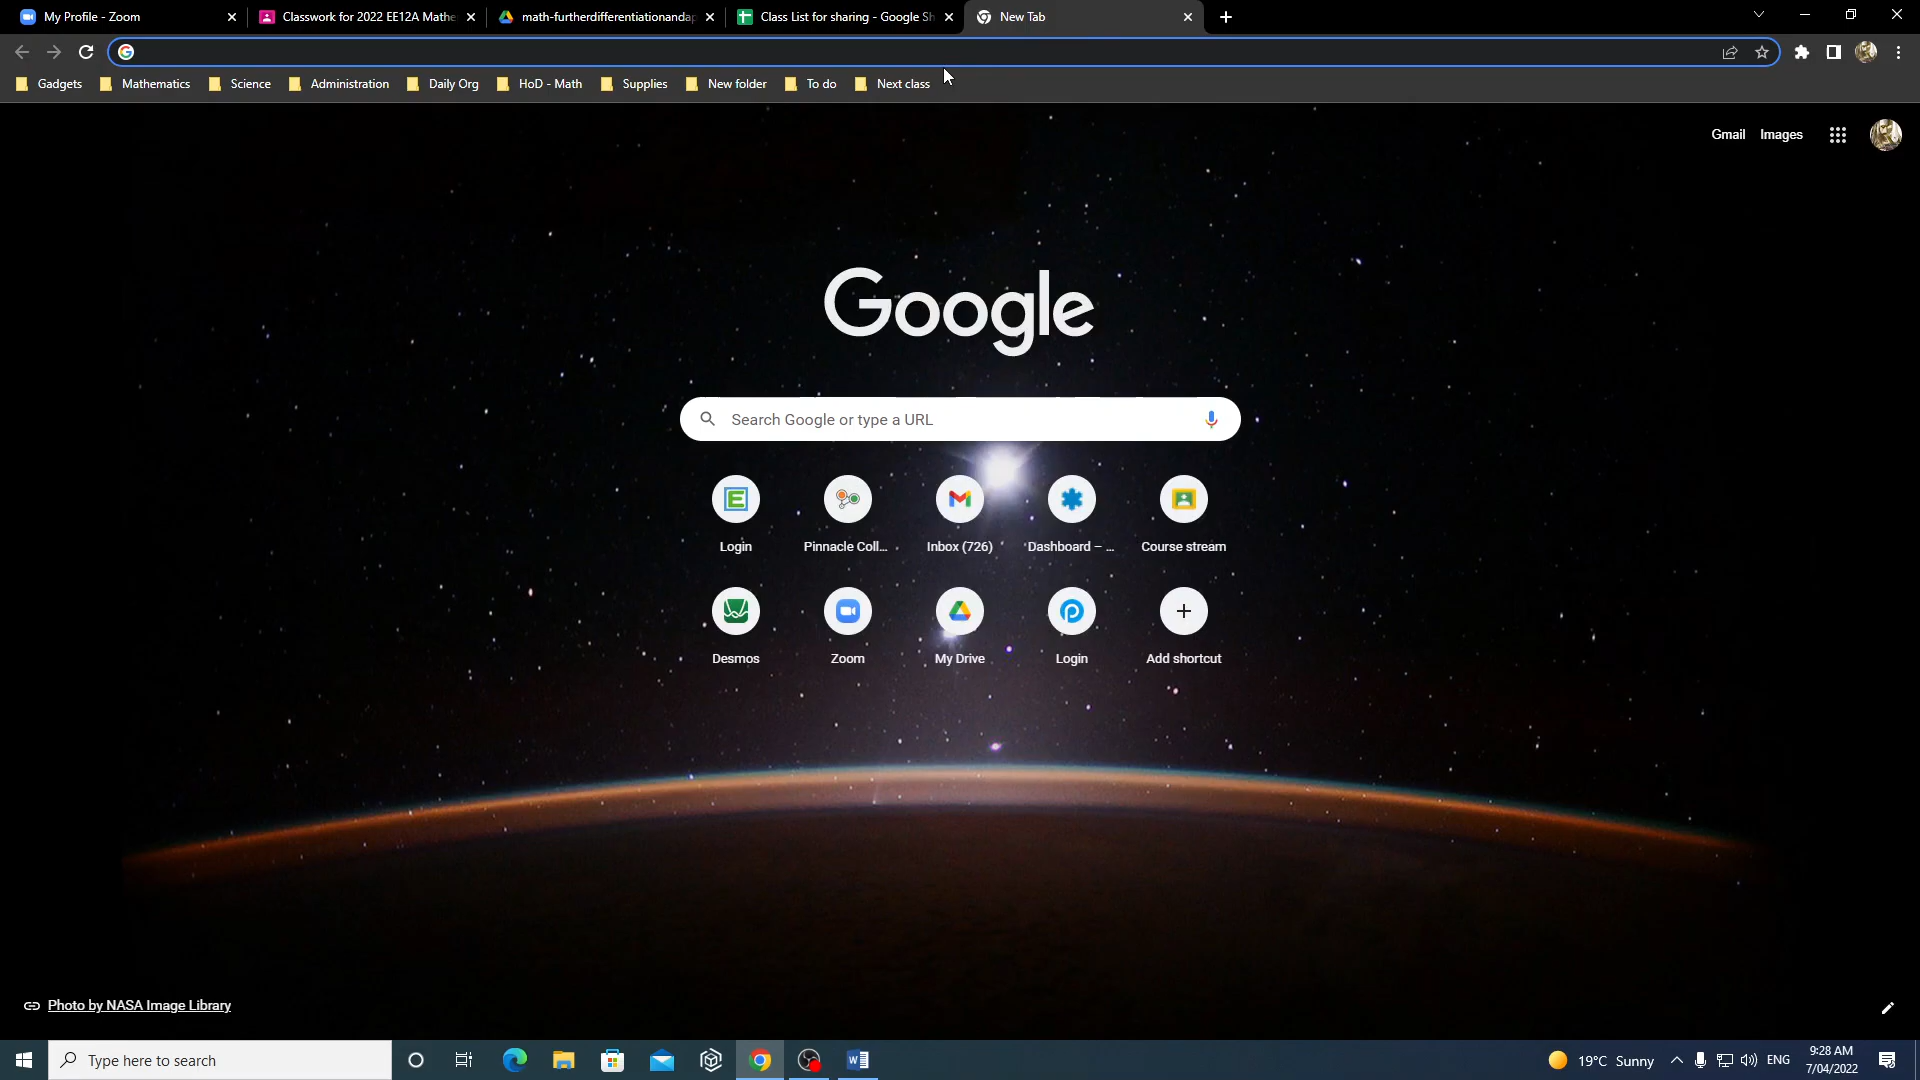 My Profile - Zoom
Classwork for 2022 EE12A Mathe
math-furtherdifferentiationandap
Class List for sharing - Google Sh
New Tab
Gadgets
Mathematics
Science
Administration
Daily Org
HoD - Math
Supplies
New folder
To do
Next class
Gmail
Images
Google
Search Google or type a URL
Login
Pinnacle Coll...
Inbox (726)
Dashboard – ...
Course stream
Desmos
Zoom
My Drive
Login
Add shortcut
Photo by NASA Image Library
Type here to search
19°C Sunny
ENG
9:28 AM
7/04/2022